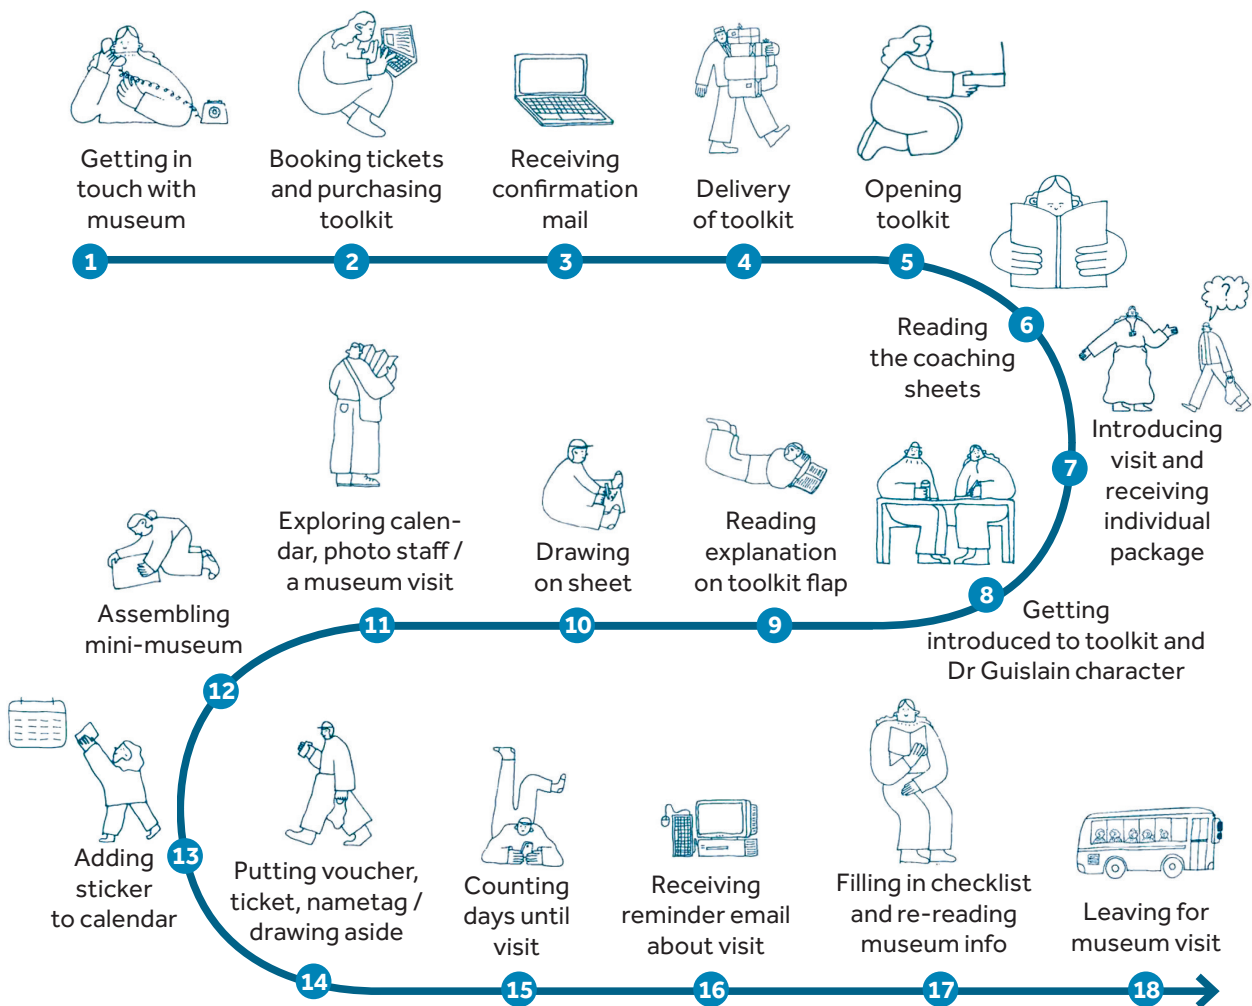 Getting in
touch with
museum
1
Booking tickets
and purchasing
toolkit
2
Receiving
confirmation
mail
3
Delivery
of toolkit
4
Opening
toolkit
5
Reading
the coaching
sheets
6
?
Introducing
visit and
receiving
individual
package
7
Getting
introduced to toolkit and
Dr Guislain character
8
Reading
explanation
on toolkit flap
9
Drawing
on sheet
10
Exploring calen-
dar, photo staff /
a museum visit
11
Assembling
mini-museum
12
Adding
sticker
to calendar
13
Putting voucher,
ticket, nametag /
drawing aside
14
Counting
days until
visit
15
Receiving
reminder email
about visit
16
Filling in checklist
and re-reading
museum info
17
Leaving for
museum visit
18